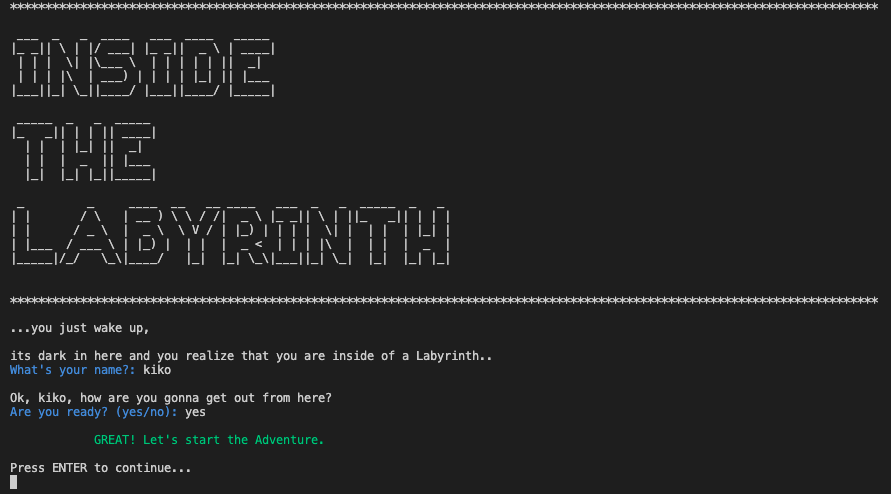 ****************************************************************************************************************************
INSIDE
THE
LABYRINTH
****************************************************************************************************************************
...you just wake up,
its dark in here and you realize that you are inside of a Labyrinth..
What's your name?: kiko
Ok, kiko, how are you gonna get out from here?
Are you ready? (yes/no): yes
GREAT! Let's start the Adventure.
Press ENTER to continue...